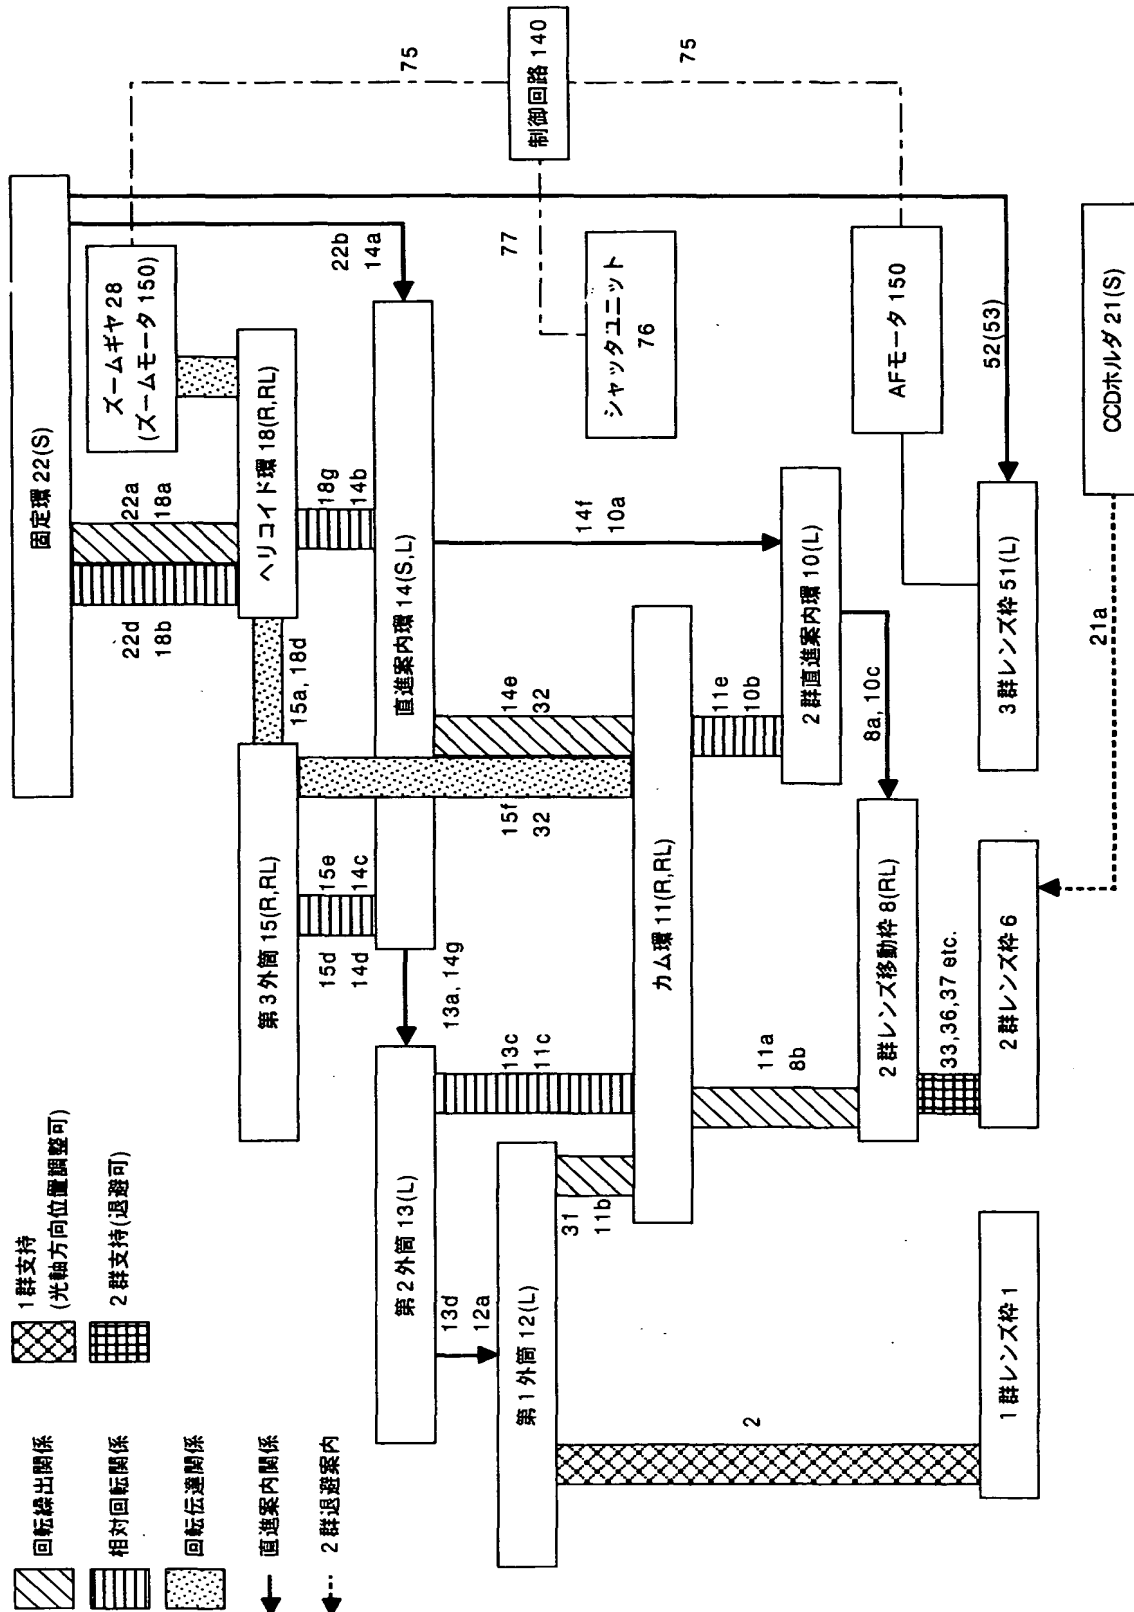 固定環 22(S)
ズームギヤ 28
(ズームモータ 150)
75
制御回路 140
75
22a
18a
22d
18b
ヘリコイド環 18(R,RL)
22b
14a
77
シャッタユニット
76
AFモータ 150
52(53)
CCDホルダ 21(S)
15a, 18d
18g
14b
第3外筒 15(R,RL)
直進案内環 14(S,L)
14f
10a
15e
14c
15d
14d
14e
32
15f
32
11e
10b
2群直進案内環 10(L)
8a, 10c
3群レンズ枠 51(L)
21a
13a, 14g
カム環 11(R,RL)
第2外筒 13(L)
13c
11c
11a
8b
2群レンズ移動枠 8(RL)
33,36,37 etc.
2群レンズ枠 6
13d
12a
第1外筒 12(L)
31
11b
2
1群レンズ枠 1
1群支持
(光軸方向位置調整可)
2群支持(退避可)
回転繰出関係
相対回転関係
回転伝達関係
直進案内関係
2群退避案内